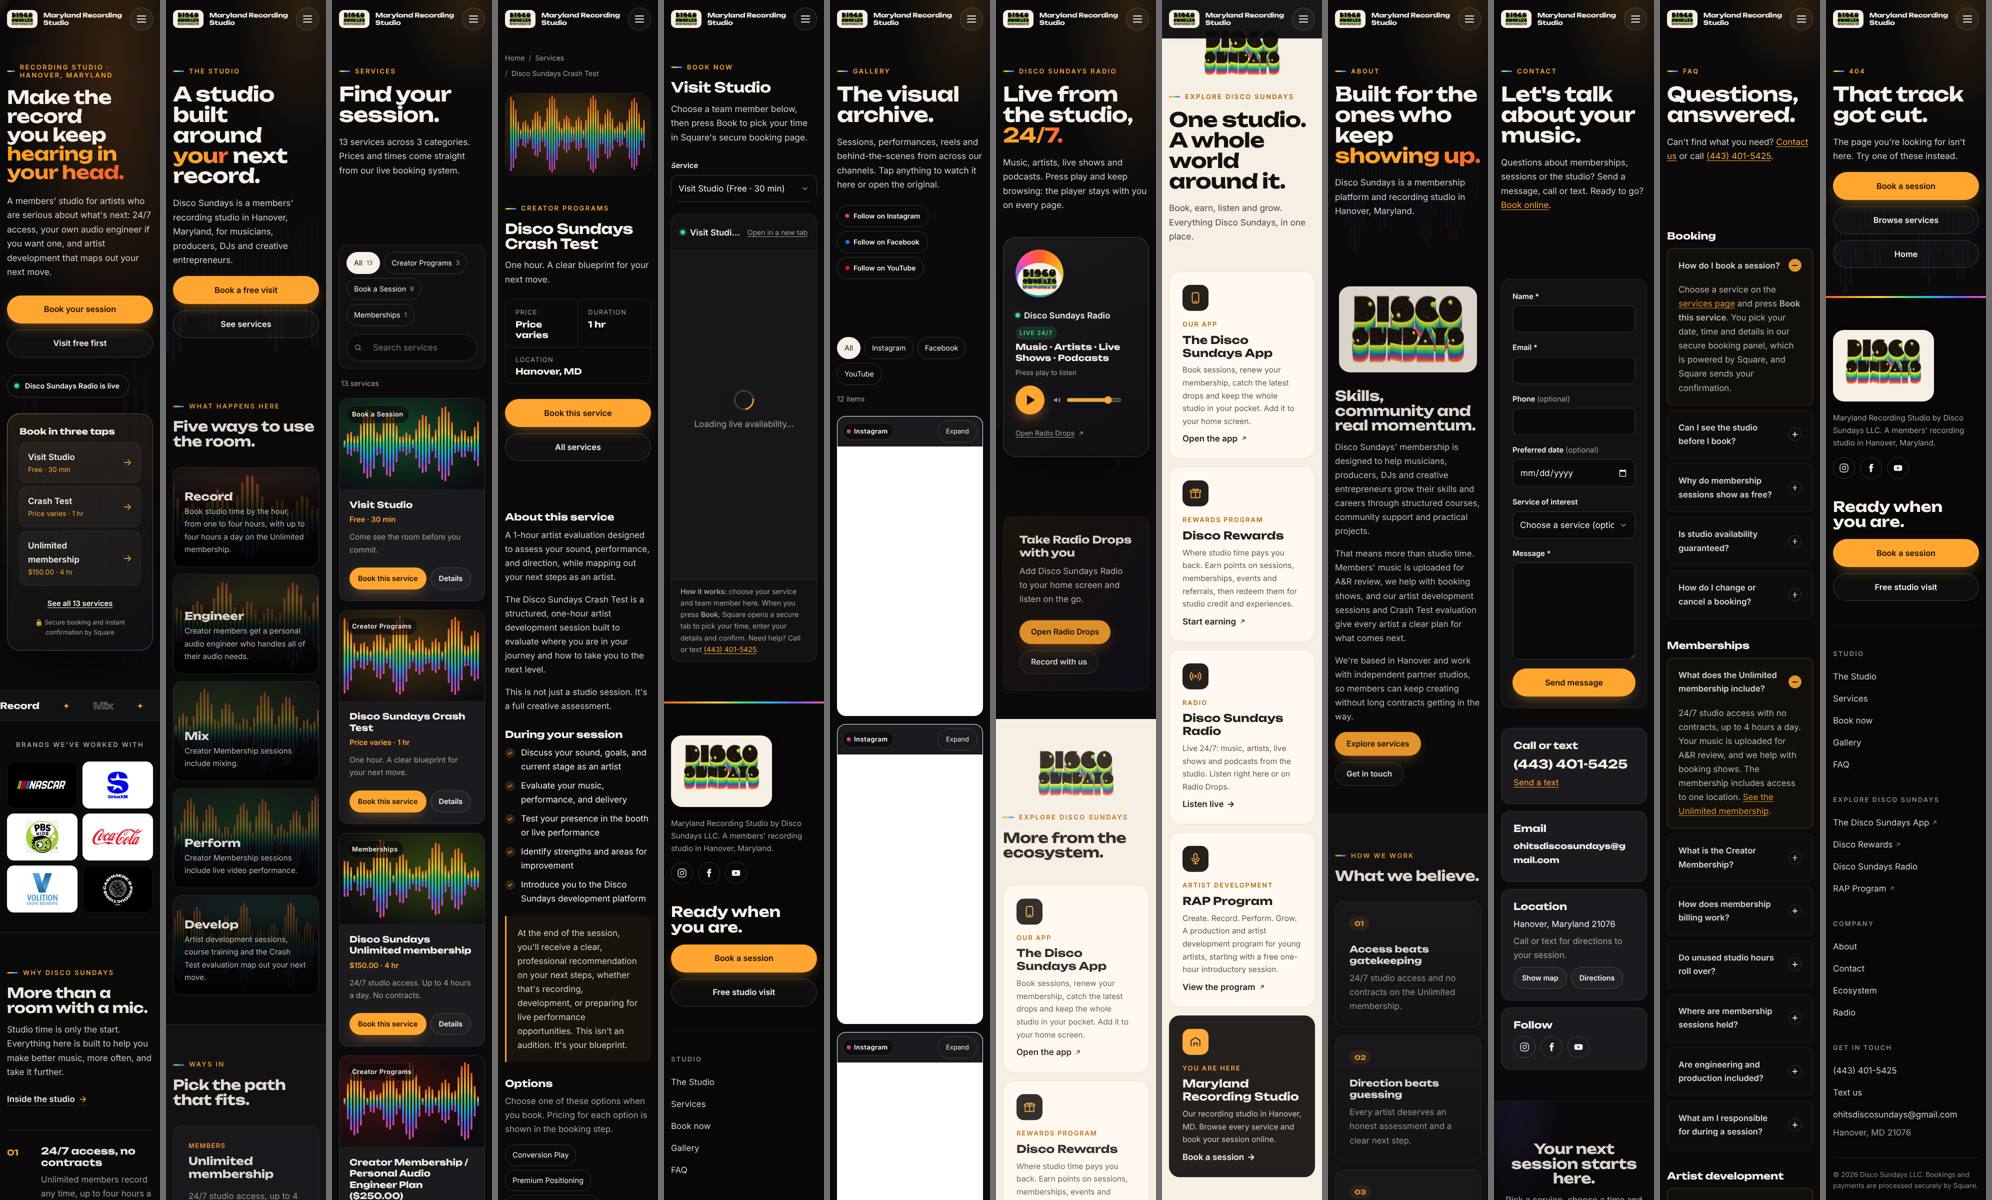 Maryland Recording
Studio
RECORDING STUDIO ·
HANOVER, MARYLAND
Make the
record
you keep
hearing in
your head.
A members' studio for artists who
are serious about what's next: 24/7
access, your own audio engineer if
you want one, and artist
development that maps out your
next move.
Book your session
Visit free first
Disco Sundays Radio is live
Book in three taps
Visit Studio
Free · 30 min
Crash Test
Price varies · 1 hr
Unlimited
membership
$150.00 · 4 hr
See all 13 services
Secure booking and instant
confirmation by Square
Record
Mix
BRANDS WE'VE WORKED WITH
NASCAR
SiriusXM
PBS
KIDS
Coca-Cola
VOLITION
WHY DISCO SUNDAYS
More than a
room with a mic.
Studio time is only the start.
Everything here is built to help you
make better music, more often, and
take it further.
Inside the studio →
01
24/7 access, no
contracts
Unlimited members record
any time, up to four hours a
Maryland Recording
Studio
THE STUDIO
A studio
built
around
your next
record.
Disco Sundays is a members'
recording studio in Hanover,
Maryland, for musicians,
producers, DJs and creative
entrepreneurs.
Book a free visit
See services
WHAT HAPPENS HERE
Five ways to use
the room.
Record
Book studio time by the hour,
from one to four hours, with up to
four hours a day on the Unlimited
membership.
Engineer
Creator members get a personal
audio engineer who handles all of
their audio needs.
Mix
Creator Membership sessions
include mixing.
Perform
Creator Membership sessions
include live video performance.
Develop
Artist development sessions,
course training and the Crash
Test evaluation map out your next
move.
WAYS IN
Pick the path
that fits.
MEMBERS
Unlimited
membership
24/7 studio access, up to 4
Maryland Recording
Studio
SERVICES
Find your
session.
13 services across 3 categories.
Prices and times come straight
from our live booking system.
All 13
Creator Programs 3
Book a Session 9
Memberships 1
Search services
13 services
Book a Session
Visit Studio
Free · 30 min
Come see the room before you
commit.
Book this service
Details
Creator Programs
Disco Sundays Crash
Test
Price varies · 1 hr
One hour. A clear blueprint for
your next move.
Book this service
Details
Memberships
Disco Sundays
Unlimited membership
$150.00 · 4 hr
24/7 studio access. Up to 4 hours
a day. No contracts.
Book this service
Details
Creator Programs
Creator Membership /
Personal Audio
Engineer Plan
($250.00)
Maryland Recording
Studio
Home / Services
/ Disco Sundays Crash Test
CREATOR PROGRAMS
Disco Sundays
Crash Test
One hour. A clear blueprint for your
next move.
PRICE
Price
varies
DURATION
1 hr
LOCATION
Hanover, MD
Book this service
All services
About this service
A 1-hour artist evaluation designed
to assess your sound, performance,
and direction, while mapping out
your next steps as an artist.
The Disco Sundays Crash Test is a
structured, one-hour artist
development session built to
evaluate where you are in your
journey and how to take you to the
next level.
This is not just a studio session. It's
a full creative assessment.
During your session
Discuss your sound, goals, and
current stage as an artist
Evaluate your music,
performance, and delivery
Test your presence in the booth
or live performance
Identify strengths and areas for
improvement
Introduce you to the Disco
Sundays development platform
At the end of the session,
you'll receive a clear,
professional recommendation
on your next steps, whether
that's recording,
development, or preparing for
live performance
opportunities. This isn't an
audition. It's your blueprint.
Options
Choose one of these options when
you book. Pricing for each option is
shown in the booking step.
Conversion Play
Premium Positioning
Maryland Recording
Studio
BOOK NOW
Visit Studio
Choose a team member below,
then press Book to pick your time
in Square's secure booking page.
Service
Visit Studio (Free · 30 min)
Visit Studi...
Open in a new tab
Loading live availability...
How it works: choose your service
and team member here. When you
press Book, Square opens a secure
tab to pick your time, enter your
details and confirm. Need help? Call
or text (443) 401-5425.
DISCO
SUNDAYS
Maryland Recording Studio by Disco
Sundays LLC. A members' recording
studio in Hanover, Maryland.
Ready when
you are.
Book a session
Free studio visit
STUDIO
The Studio
Services
Book now
Gallery
FAQ
Maryland Recording
Studio
GALLERY
The visual
archive.
Sessions, performances, reels and
behind-the-scenes from across our
channels. Tap anything to watch it
here or open the original.
Follow on Instagram
Follow on Facebook
Follow on YouTube
All
Instagram
Facebook
YouTube
12 items
Instagram
Expand
Instagram
Expand
Instagram
Expand
Maryland Recording
Studio
DISCO SUNDAYS RADIO
Live from
the studio,
24/7.
Music, artists, live shows and
podcasts. Press play and keep
browsing: the player stays with you
on every page.
Disco Sundays Radio
LIVE 24/7
Music · Artists · Live
Shows · Podcasts
Press play to listen
Open Radio Drops ↗
Take Radio Drops
with you
Add Disco Sundays Radio
to your home screen and
listen on the go.
Open Radio Drops
Record with us
DISCO
SUNDAYS
EXPLORE DISCO SUNDAYS
More from the
ecosystem.
OUR APP
The Disco
Sundays App
Book sessions, renew your
membership, catch the latest
drops and keep the whole
studio in your pocket. Add it to
your home screen.
Open the app ↗
REWARDS PROGRAM
Disco Rewards
Where studio time pays you
back. Earn points on sessions,
memberships, events and
Maryland Recording
Studio
DISCO
SUNDAYS
EXPLORE DISCO SUNDAYS
One studio.
A whole
world
around it.
Book, earn, listen and grow.
Everything Disco Sundays, in one
place.
OUR APP
The Disco
Sundays App
Book sessions, renew your
membership, catch the latest
drops and keep the whole
studio in your pocket. Add it to
your home screen.
Open the app ↗
REWARDS PROGRAM
Disco Rewards
Where studio time pays you
back. Earn points on sessions,
memberships, events and
referrals, then redeem them for
studio credit and experiences.
Start earning ↗
RADIO
Disco Sundays
Radio
Live 24/7: music, artists, live
shows and podcasts from the
studio. Listen right here or on
Radio Drops.
Listen live →
ARTIST DEVELOPMENT
RAP Program
Create. Record. Perform. Grow.
A production and artist
development program for young
artists, starting with a free one-
hour introductory session.
View the program ↗
YOU ARE HERE
Maryland
Recording Studio
Our recording studio in Hanover,
MD. Browse every service and
book your session online.
Book a session →
Maryland Recording
Studio
ABOUT
Built for the
ones who
keep
showing up.
Disco Sundays is a membership
platform and recording studio in
Hanover, Maryland.
DISCO
SUNDAYS
Skills,
community and
real momentum.
Disco Sundays' membership is
designed to help musicians,
producers, DJs and creative
entrepreneurs grow their skills and
careers through structured courses,
community support and practical
projects.
That means more than studio time.
Members' music is uploaded for
A&R review, we help with booking
shows, and our artist development
sessions and Crash Test evaluation
give every artist a clear plan for
what comes next.
We're based in Hanover and work
with independent partner studios,
so members can keep creating
without long contracts getting in the
way.
Explore services
Get in touch
HOW WE WORK
What we believe.
01
Access beats
gatekeeping
24/7 studio access and no
contracts on the Unlimited
membership.
02
Direction beats
guessing
Every artist deserves an
honest assessment and a
clear next step.
03
Maryland Recording
Studio
CONTACT
Let's talk
about your
music.
Questions about memberships,
sessions or the studio? Send a
message, call or text. Ready to go?
Book online.
Name *
Email *
Phone (optional)
Preferred date (optional)
mm/dd/yyyy
Service of interest
Choose a service (optic
Message *
Send message
Call or text
(443) 401-5425
Send a text
Email
ohitsdiscosundays@g
mail.com
Location
Hanover, Maryland 21076
Call or text for directions to
your session.
Show map
Directions
Follow
Your next
session starts
here.
Maryland Recording
Studio
FAQ
Questions,
answered.
Can't find what you need? Contact
us or call (443) 401-5425.
Booking
How do I book a session?
Choose a service on the
services page and press Book
this service. You pick your
date, time and details in our
secure booking panel, which
is powered by Square, and
Square sends your
confirmation.
Can I see the studio
before I book?
Why do membership
sessions show as free?
Is studio availability
guaranteed?
How do I change or
cancel a booking?
Memberships
What does the Unlimited
membership include?
24/7 studio access with no
contracts, up to 4 hours a day.
Your music is uploaded for
A&R review, and we help with
booking shows. The
membership includes access
to one location. See the
Unlimited membership.
What is the Creator
Membership?
How does membership
billing work?
Do unused studio hours
roll over?
Where are membership
sessions held?
Are engineering and
production included?
What am I responsible
for during a session?
Artist development
Maryland Recording
Studio
404
That track
got cut.
The page you're looking for isn't
here. Try one of these instead.
Book a session
Browse services
Home
DISCO
SUNDAYS
Maryland Recording Studio by Disco
Sundays LLC. A members' recording
studio in Hanover, Maryland.
Ready when
you are.
Book a session
Free studio visit
STUDIO
The Studio
Services
Book now
Gallery
FAQ
EXPLORE DISCO SUNDAYS
The Disco Sundays App ↗
Disco Rewards ↗
Disco Sundays Radio
RAP Program ↗
COMPANY
About
Contact
Ecosystem
Radio
GET IN TOUCH
(443) 401-5425
Text us
ohitsdiscosundays@gmail.com
Hanover, MD 21076
© 2026 Disco Sundays LLC. Bookings and
payments are processed securely by Square.